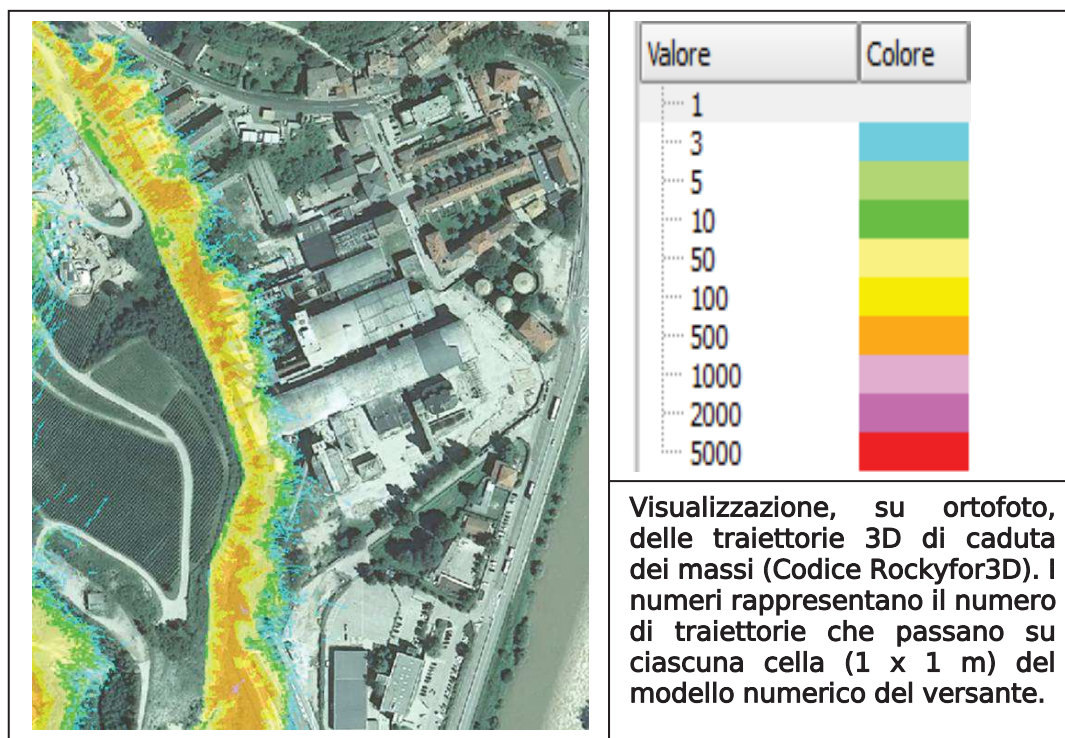 Valore Colore
1
3
5
10
50
100
500
1000
2000
5000
Visualizzazione, su ortofoto,
delle traiettorie 3D di caduta
dei massi (Codice Rockyfor3D). I
numeri rappresentano il numero
di traiettorie che passano su
ciascuna cella (1 x 1 m) del
modello numerico del versante.